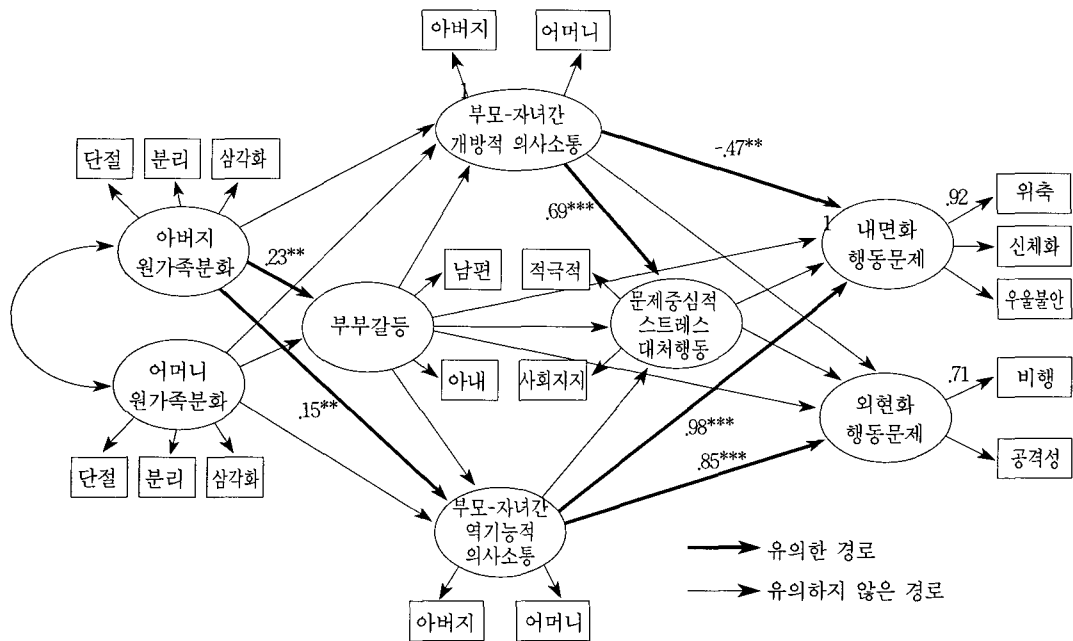 아버지
어머니
1
부모-자녀간
개방적 의사소통
단절
분리
삼각화
-.47**
.69***
.92
위축
1
내면화
행동문제
신체화
우울불안
아버지
원가족분화
.23**
남편
적극적
부부갈등
문제중심적
스트레스
대처행동
아내
사회지지
어머니
원가족분화
.15**
.71
비행
외현화
행동문제
공격성
.98***
.85***
단절
분리
삼각화
부모-자녀간
역기능적
의사소통
유의한 경로
유의하지 않은 경로
아버지
어머니